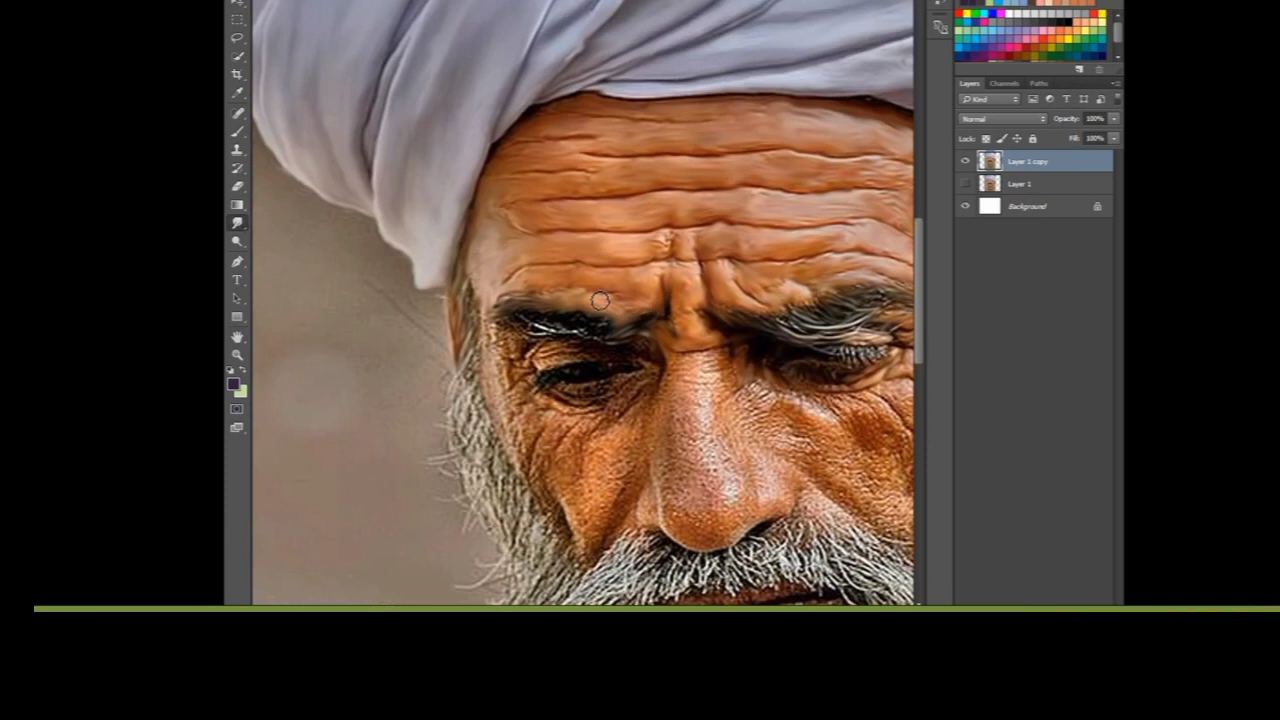 Layers Channels Paths
Kind
Normal Opacity: 100%
Lock: Fill: 100%
Layer 1 copy
Layer 1
Background
T